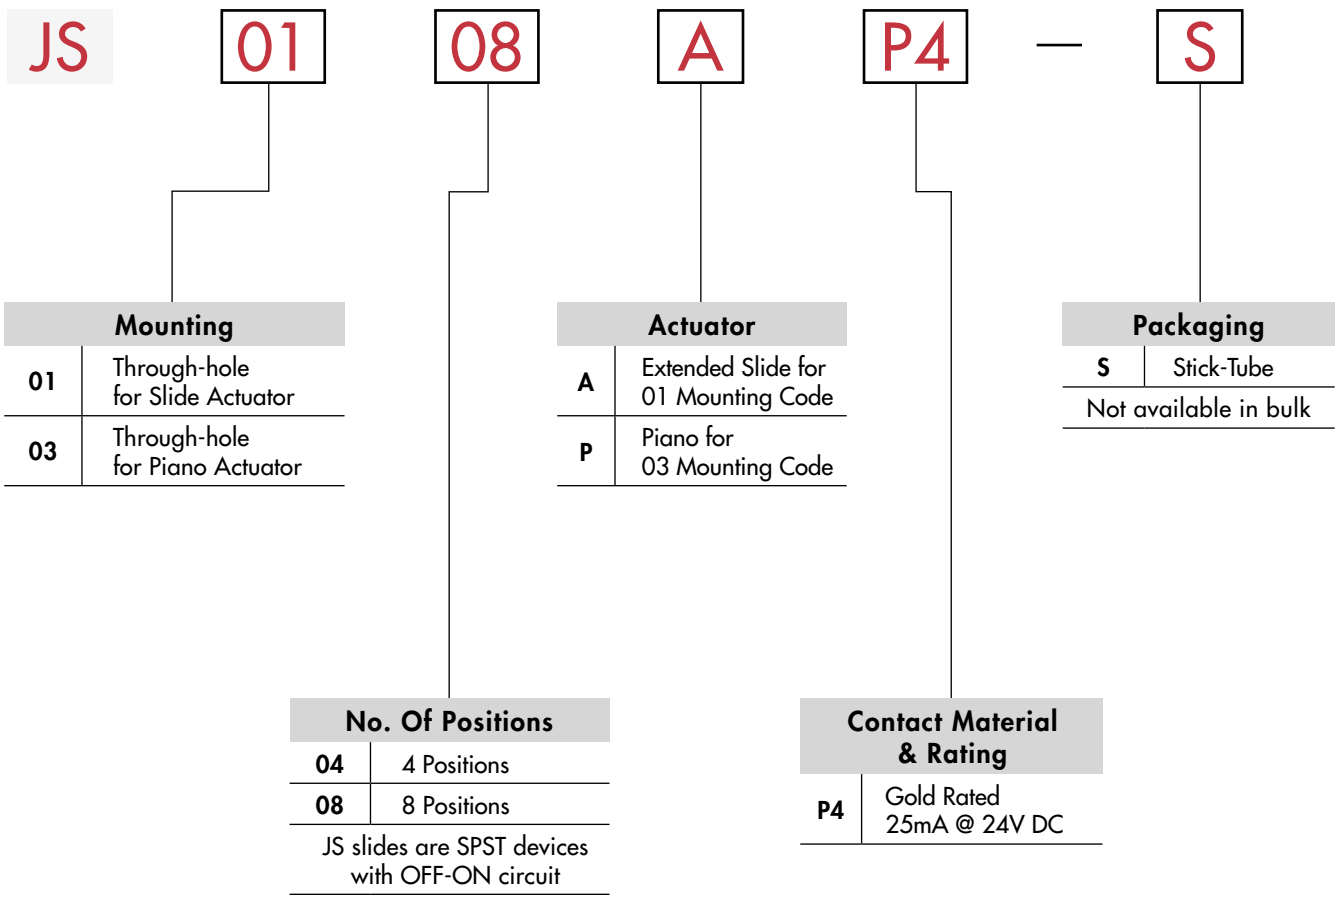 JS 01 08 A P4 — S
Mounting
01 Through-hole
for Slide Actuator
03 Through-hole
for Piano Actuator
Actuator
A Extended Slide for
01 Mounting Code
P Piano for
03 Mounting Code
Packaging
S Stick-Tube
Not available in bulk
No. Of Positions
04 4 Positions
08 8 Positions
JS slides are SPST devices
with OFF-ON circuit
Contact Material
& Rating
P4 Gold Rated
25mA @ 24V DC